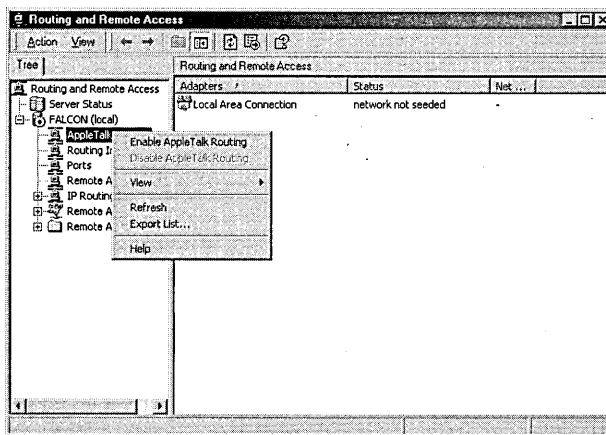 Routing and Remote Access
Action View
Tree
Routing and Remote Access
Routing and Remote Access
Server Status
FALCON (local)
AppleTalk
Routing
Ports
Remote A
IP Routing
Remote A
Remote A
Adapters Status Net ...
Local Area Connection network not seeded -
Enable AppleTalk Routing
Disable AppleTalk Routing
View
Refresh
Export List...
Help